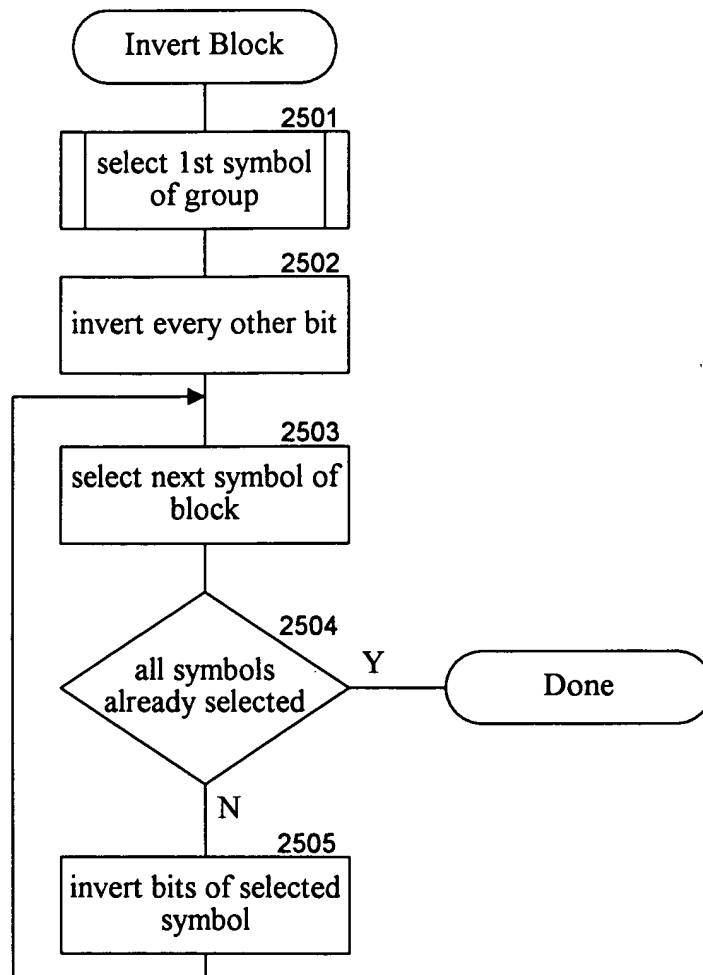 Invert Block
2501
select 1st symbol
of group
2502
invert every other bit
2503
select next symbol of
block
2504
all symbols
already selected
Y
Done
N
2505
invert bits of selected
symbol